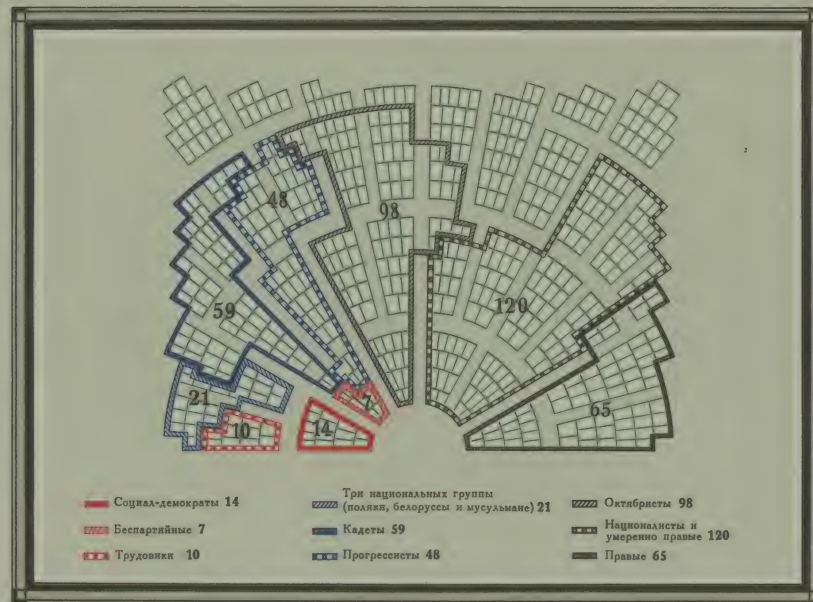 48
98
59
120
21
7
65
10
14
Социал-демократы 14
Беспартийные 7
Трудовики 10
Три национальных группы
(поляки, белоруссы и мусульмане) 21
Кадеты 59
Прогрессисты 48
Октябристы 98
Националисты и
умеренно правые 120
Правые 65